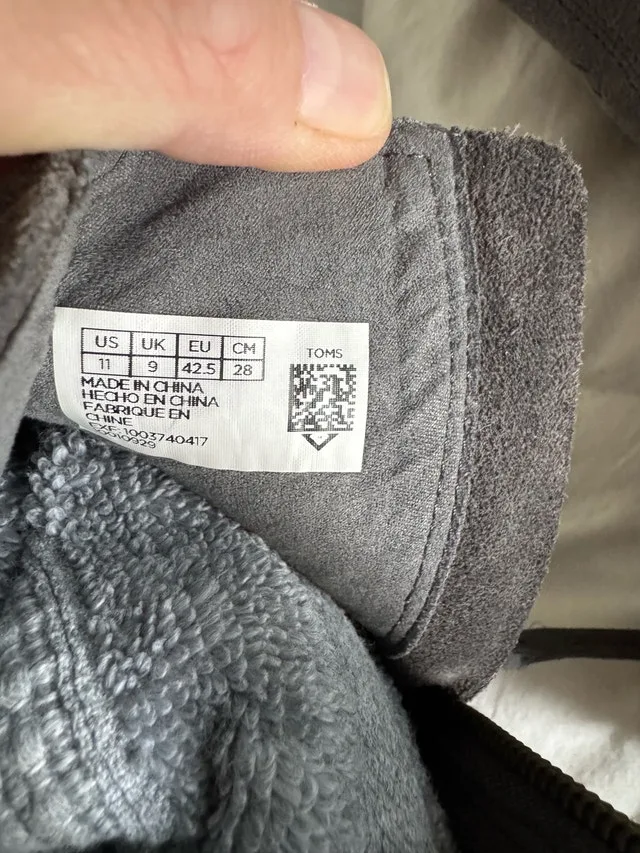 US UK EU CM
11 9 42.5 28
TOMS
MADE IN CHINA
HECHO EN CHINA
FABRIQUE EN
CHINE
1003740417